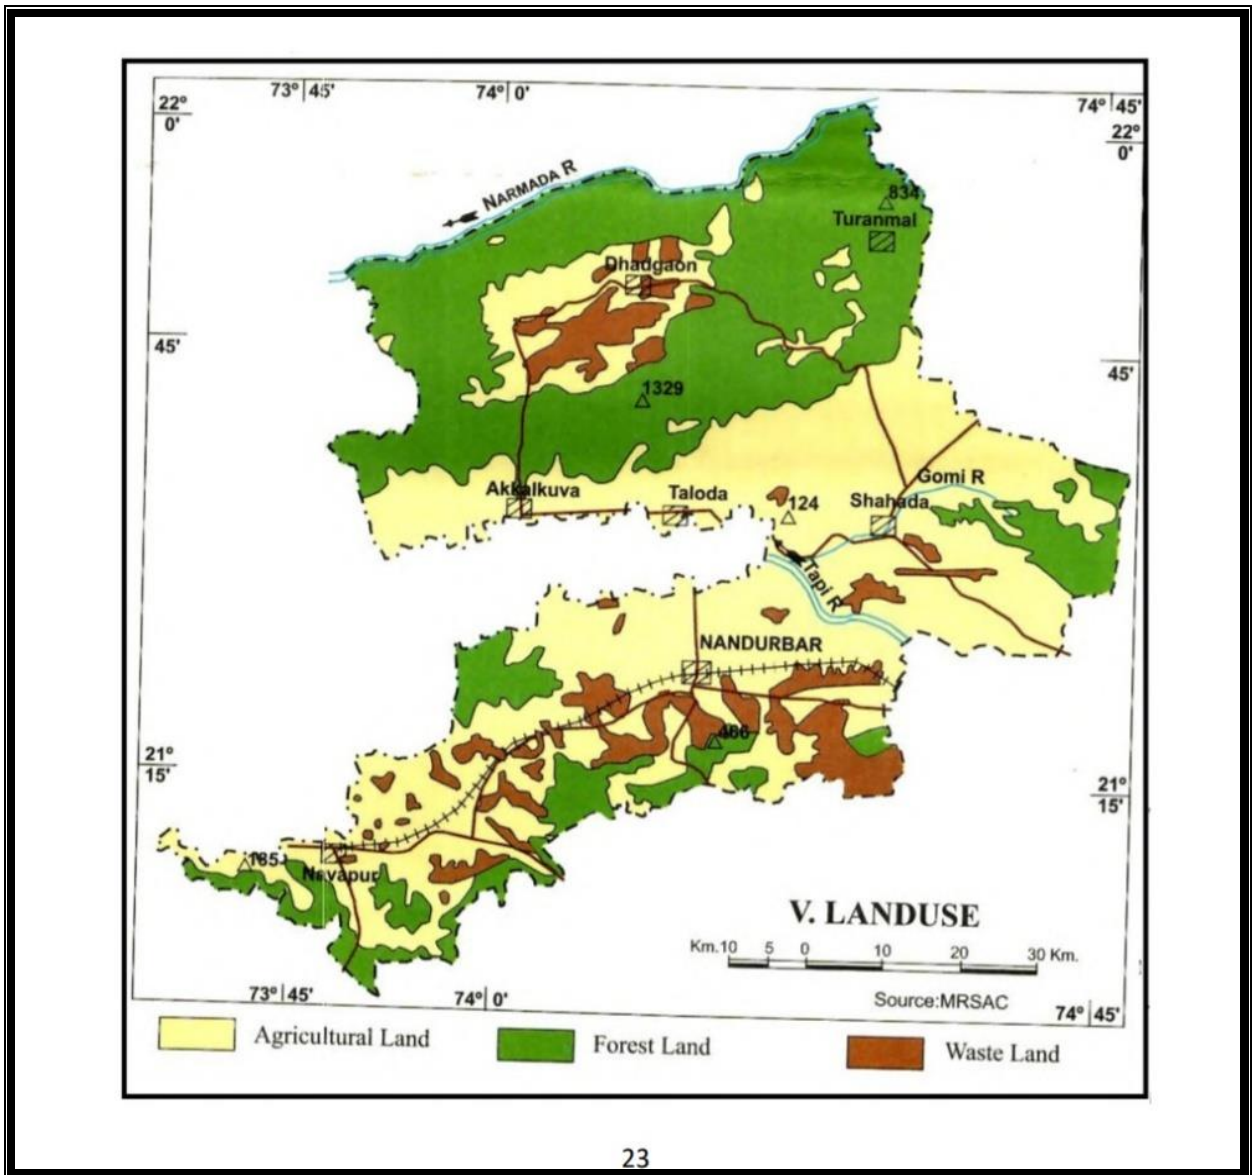 73° 45'
74° 0'
74° 45'
22°
0'
22°
0'
NARMADA R
834
Turanmal
Dhadgaon
45'
45'
1329
Gomi R
Akkalkuva
Taloda
124
Shahada
Tapi R
NANDURBAR
466
21°
15'
21°
15'
185
Navapur
V. LANDUSE
Km.10 5 0 10 20 30 Km.
Source:MRSAC
73° 45'
74° 0'
74° 45'
Agricultural Land
Forest Land
Waste Land
23